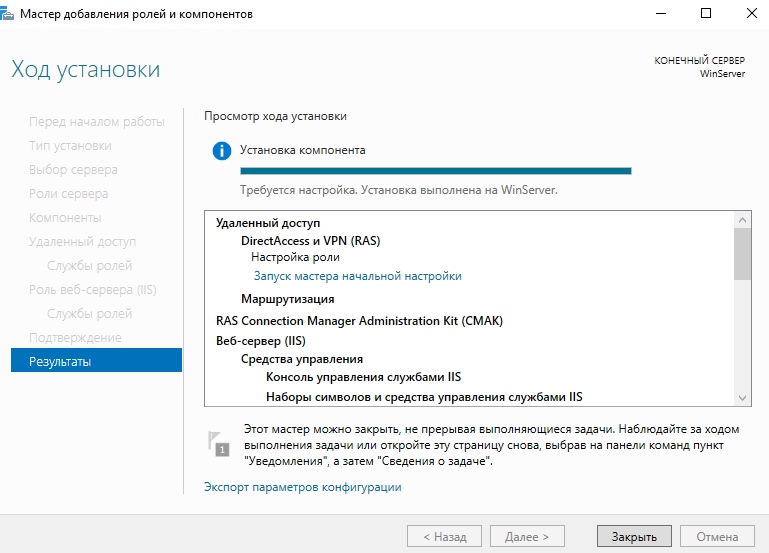 Мастер добавления ролей и компонентов
Ход установки
КОНЕЧНЫЙ СЕРВЕР
WinServer
Перед началом работы
Тип установки
Выбор сервера
Роли сервера
Компоненты
Удаленный доступ
Службы ролей
Роль веб-сервера (IIS)
Службы ролей
Подтверждение
Результаты
Просмотр хода установки
Установка компонента
Требуется настройка. Установка выполнена на WinServer.
Удаленный доступ
DirectAccess и VPN (RAS)
Настройка роли
Запуск мастера начальной настройки
Маршрутизация
RAS Connection Manager Administration Kit (CMAK)
Веб-сервер (IIS)
Средства управления
Консоль управления службами IIS
Наборы символов и средства управления службами IIS
1
Этот мастер можно закрыть, не прерывая выполняющиеся задачи. Наблюдайте за ходом
выполнения задачи или откройте эту страницу снова, выбрав на панели команд пункт
"Уведомления", а затем "Сведения о задаче".
Экспорт параметров конфигурации
< Назад
Далее >
Закрыть
Отмена